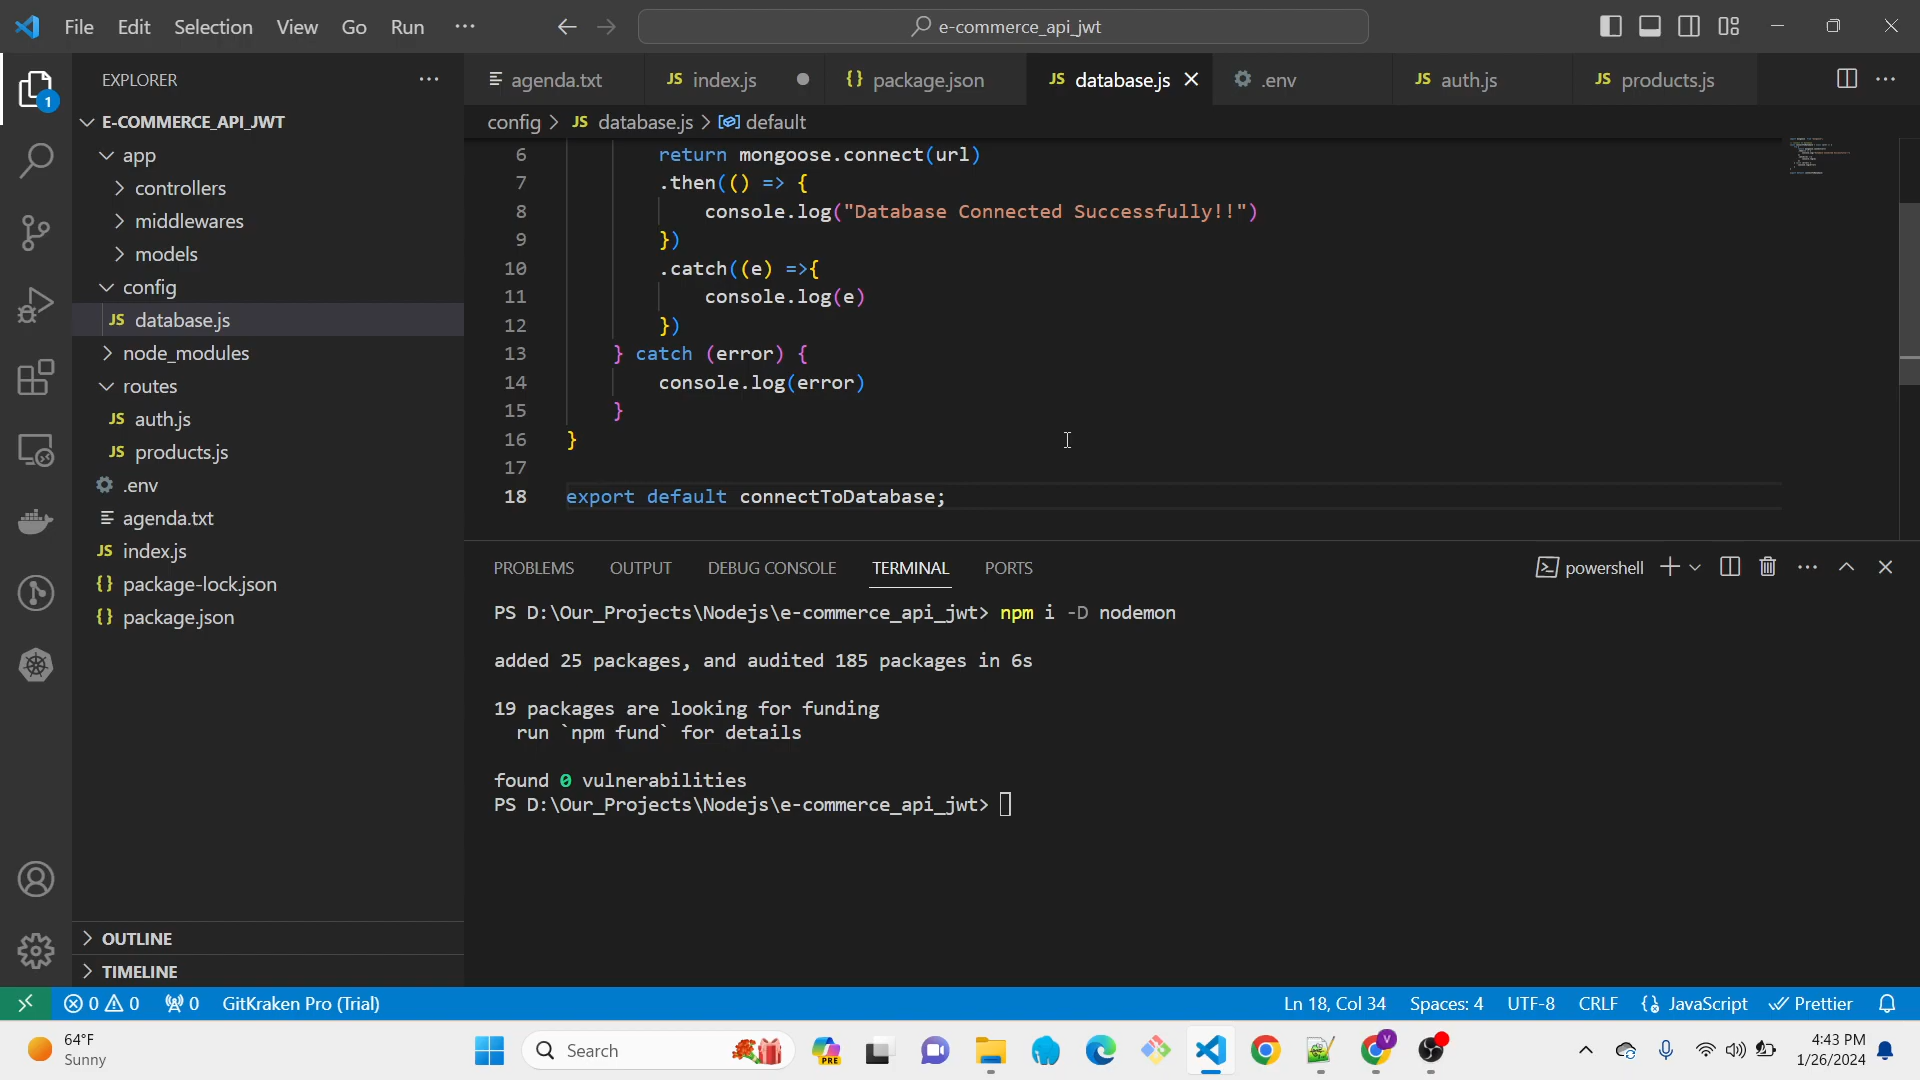 File Edit Selection View Go Run ···
e-commerce_api_jwt
EXPLORER ···
1
E-COMMERCE_API_JWT
app
controllers
middlewares
models
config
JS database.js
node_modules
routes
JS auth.js
JS products.js
.env
agenda.txt
JS index.js
{} package-lock.json
{} package.json
OUTLINE
TIMELINE
agenda.txt JS index.js {} package.json JS database.js .env JS auth.js JS products.js ···
config > JS database.js > default
6 return mongoose.connect(url)
7 .then(() => {
8 console.log("Database Connected Successfully!!")
9 })
10 .catch((e) =>{
11 console.log(e)
12 })
13 } catch (error) {
14 console.log(error)
15 }
16 }
17
18 export default connectToDatabase;
PROBLEMS OUTPUT DEBUG CONSOLE TERMINAL PORTS powershell ···
PS D:\Our_Projects\Nodejs\e-commerce_api_jwt> npm i -D nodemon
added 25 packages, and audited 185 packages in 6s
19 packages are looking for funding
run `npm fund` for details
found 0 vulnerabilities
PS D:\Our_Projects\Nodejs\e-commerce_api_jwt>
0 0 0 GitKraken Pro (Trial) Ln 18, Col 34 Spaces: 4 UTF-8 CRLF {} JavaScript Prettier
64°F
Sunny
Search
PRE
V
4:43 PM
1/26/2024